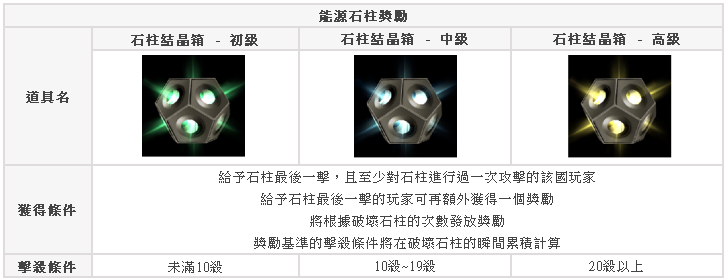 能源石柱獎勵
道具名
石柱結晶箱 - 初級
石柱結晶箱 - 中級
石柱結晶箱 - 高級
獲得條件
給予石柱最後一擊，且至少對石柱進行過一次攻擊的該國玩家
給予石柱最後一擊的玩家可再額外獲得一個獎勵
將根據破壞石柱的次數發放獎勵
獎勵基準的擊殺條件將在破壞石柱的瞬間累積計算
擊殺條件
未滿10殺
10殺~19殺
20殺以上